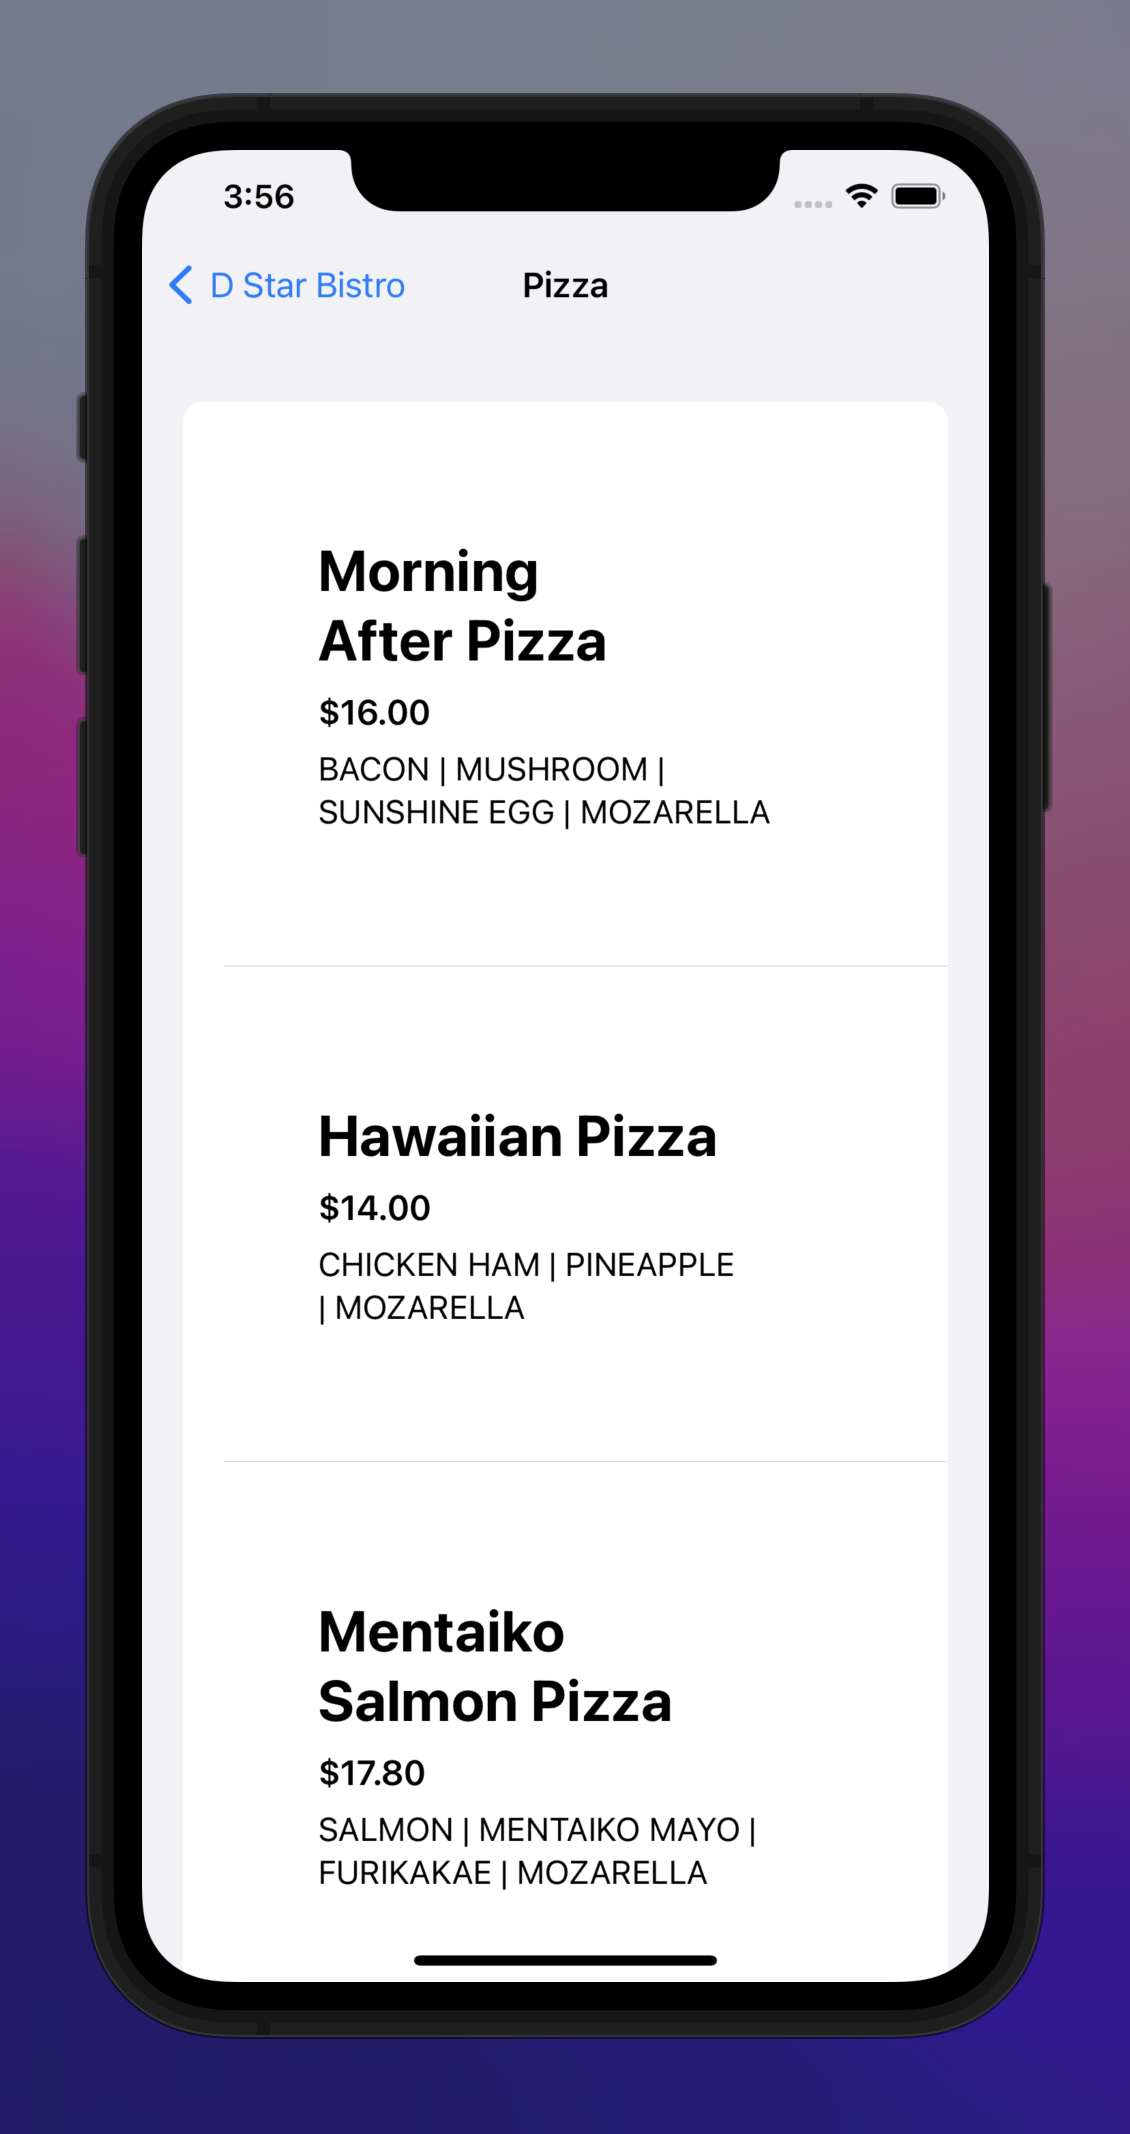 3:56
D Star Bistro
Pizza
Morning
After Pizza
$16.00
BACON | MUSHROOM |
SUNSHINE EGG | MOZARELLA
Hawaiian Pizza
$14.00
CHICKEN HAM | PINEAPPLE
| MOZARELLA
Mentaiko
Salmon Pizza
$17.80
SALMON | MENTAIKO MAYO |
FURIKAKAE | MOZARELLA